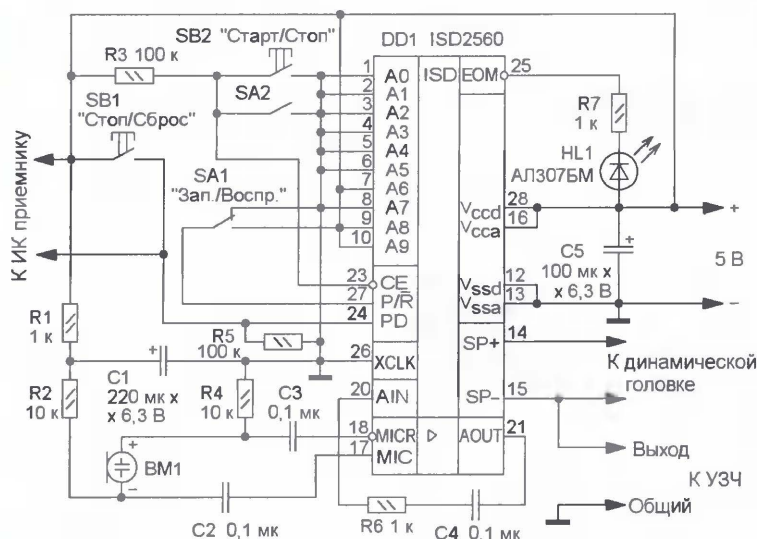 SB2 "Старт/Стоп"
DD1 ISD2560
R3 100 к
SA2
SB1
"Стоп/Сброс"
SA1
"Зап./Воспр."
К ИК приемнику
1 A0
2 A1
3 A2
4 A3
5 A4
6 A5
7 A6
8 A7
9 A8
10 A9
23 CE
27 P/R
24 PD
26 XCLK
20 AIN
18 MICR
17 MIC
ISD
EOM 25
Vccd 28
Vcca 16
Vssd 12
Vssa 13
SP+ 14
SP– 15
▷ AOUT 21
R7
1 к
HL1
АЛ307БМ
C5
100 мк x
x 6,3 В
+
5 В
–
R1
1 к
R2
10 к
+
C1
220 мк x
x 6,3 В
R5
100 к
R4
10 к
C3
0,1 мк
+
BM1
–
C2 0,1 мк
R6 1 к
C4 0,1 мк
К динамической
головке
Выход
К УЗЧ
Общий